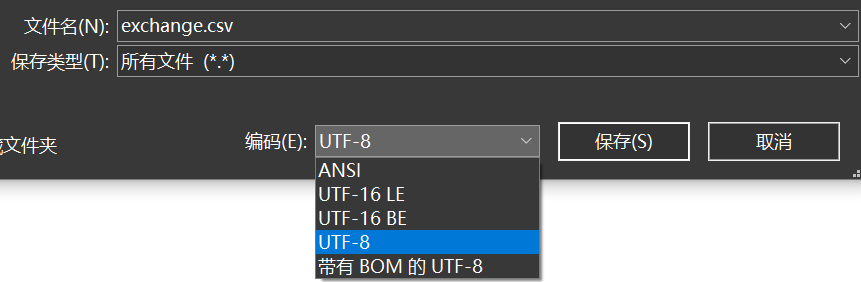 文件名(N): exchange.csv
保存类型(T): 所有文件 (*.*)
文件夹 编码(E): UTF-8 保存(S) 取消
ANSI
UTF-16 LE
UTF-16 BE
UTF-8
带有 BOM 的 UTF-8